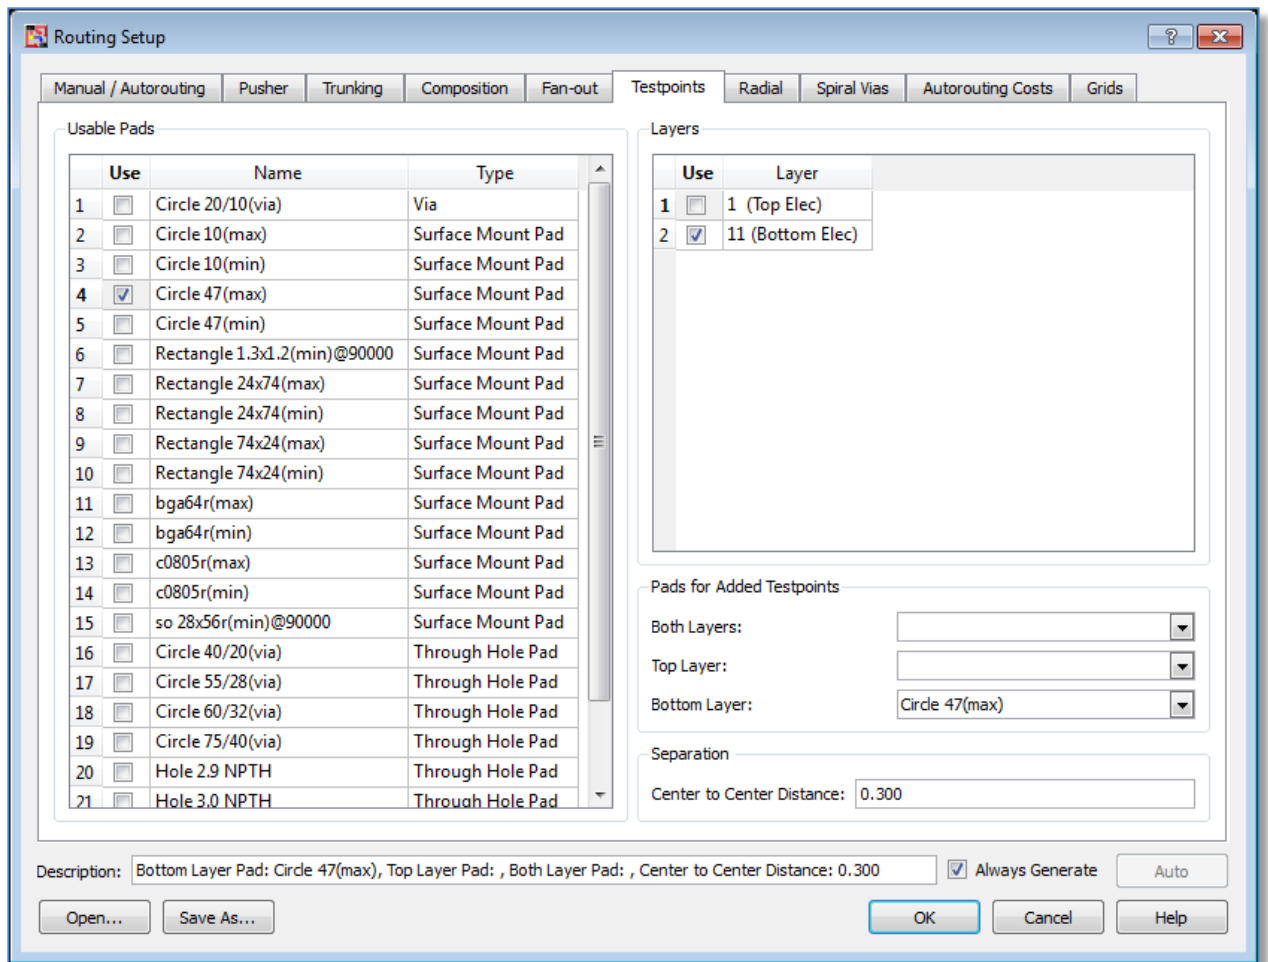 Routing Setup
Manual / Autorouting Pusher Trunking Composition Fan-out Testpoints Radial Spiral Vias Autorouting Costs Grids
Usable Pads
Use Name Type
1 Circle 20/10(via) Via
2 Circle 10(max) Surface Mount Pad
3 Circle 10(min) Surface Mount Pad
4 Circle 47(max) Surface Mount Pad
5 Circle 47(min) Surface Mount Pad
6 Rectangle 1.3x1.2(min)@90000 Surface Mount Pad
7 Rectangle 24x74(max) Surface Mount Pad
8 Rectangle 24x74(min) Surface Mount Pad
9 Rectangle 74x24(max) Surface Mount Pad
10 Rectangle 74x24(min) Surface Mount Pad
11 bga64r(max) Surface Mount Pad
12 bga64r(min) Surface Mount Pad
13 c0805r(max) Surface Mount Pad
14 c0805r(min) Surface Mount Pad
15 so 28x56r(min)@90000 Surface Mount Pad
16 Circle 40/20(via) Through Hole Pad
17 Circle 55/28(via) Through Hole Pad
18 Circle 60/32(via) Through Hole Pad
19 Circle 75/40(via) Through Hole Pad
20 Hole 2.9 NPTH Through Hole Pad
21 Hole 3.0 NPTH Through Hole Pad
Layers
Use Layer
1 1 (Top Elec)
2 11 (Bottom Elec)
Pads for Added Testpoints
Both Layers:
Top Layer:
Bottom Layer: Circle 47(max)
Separation
Center to Center Distance: 0.300
Description: Bottom Layer Pad: Circle 47(max), Top Layer Pad: , Both Layer Pad: , Center to Center Distance: 0.300 Always Generate Auto
Open... Save As... OK Cancel Help